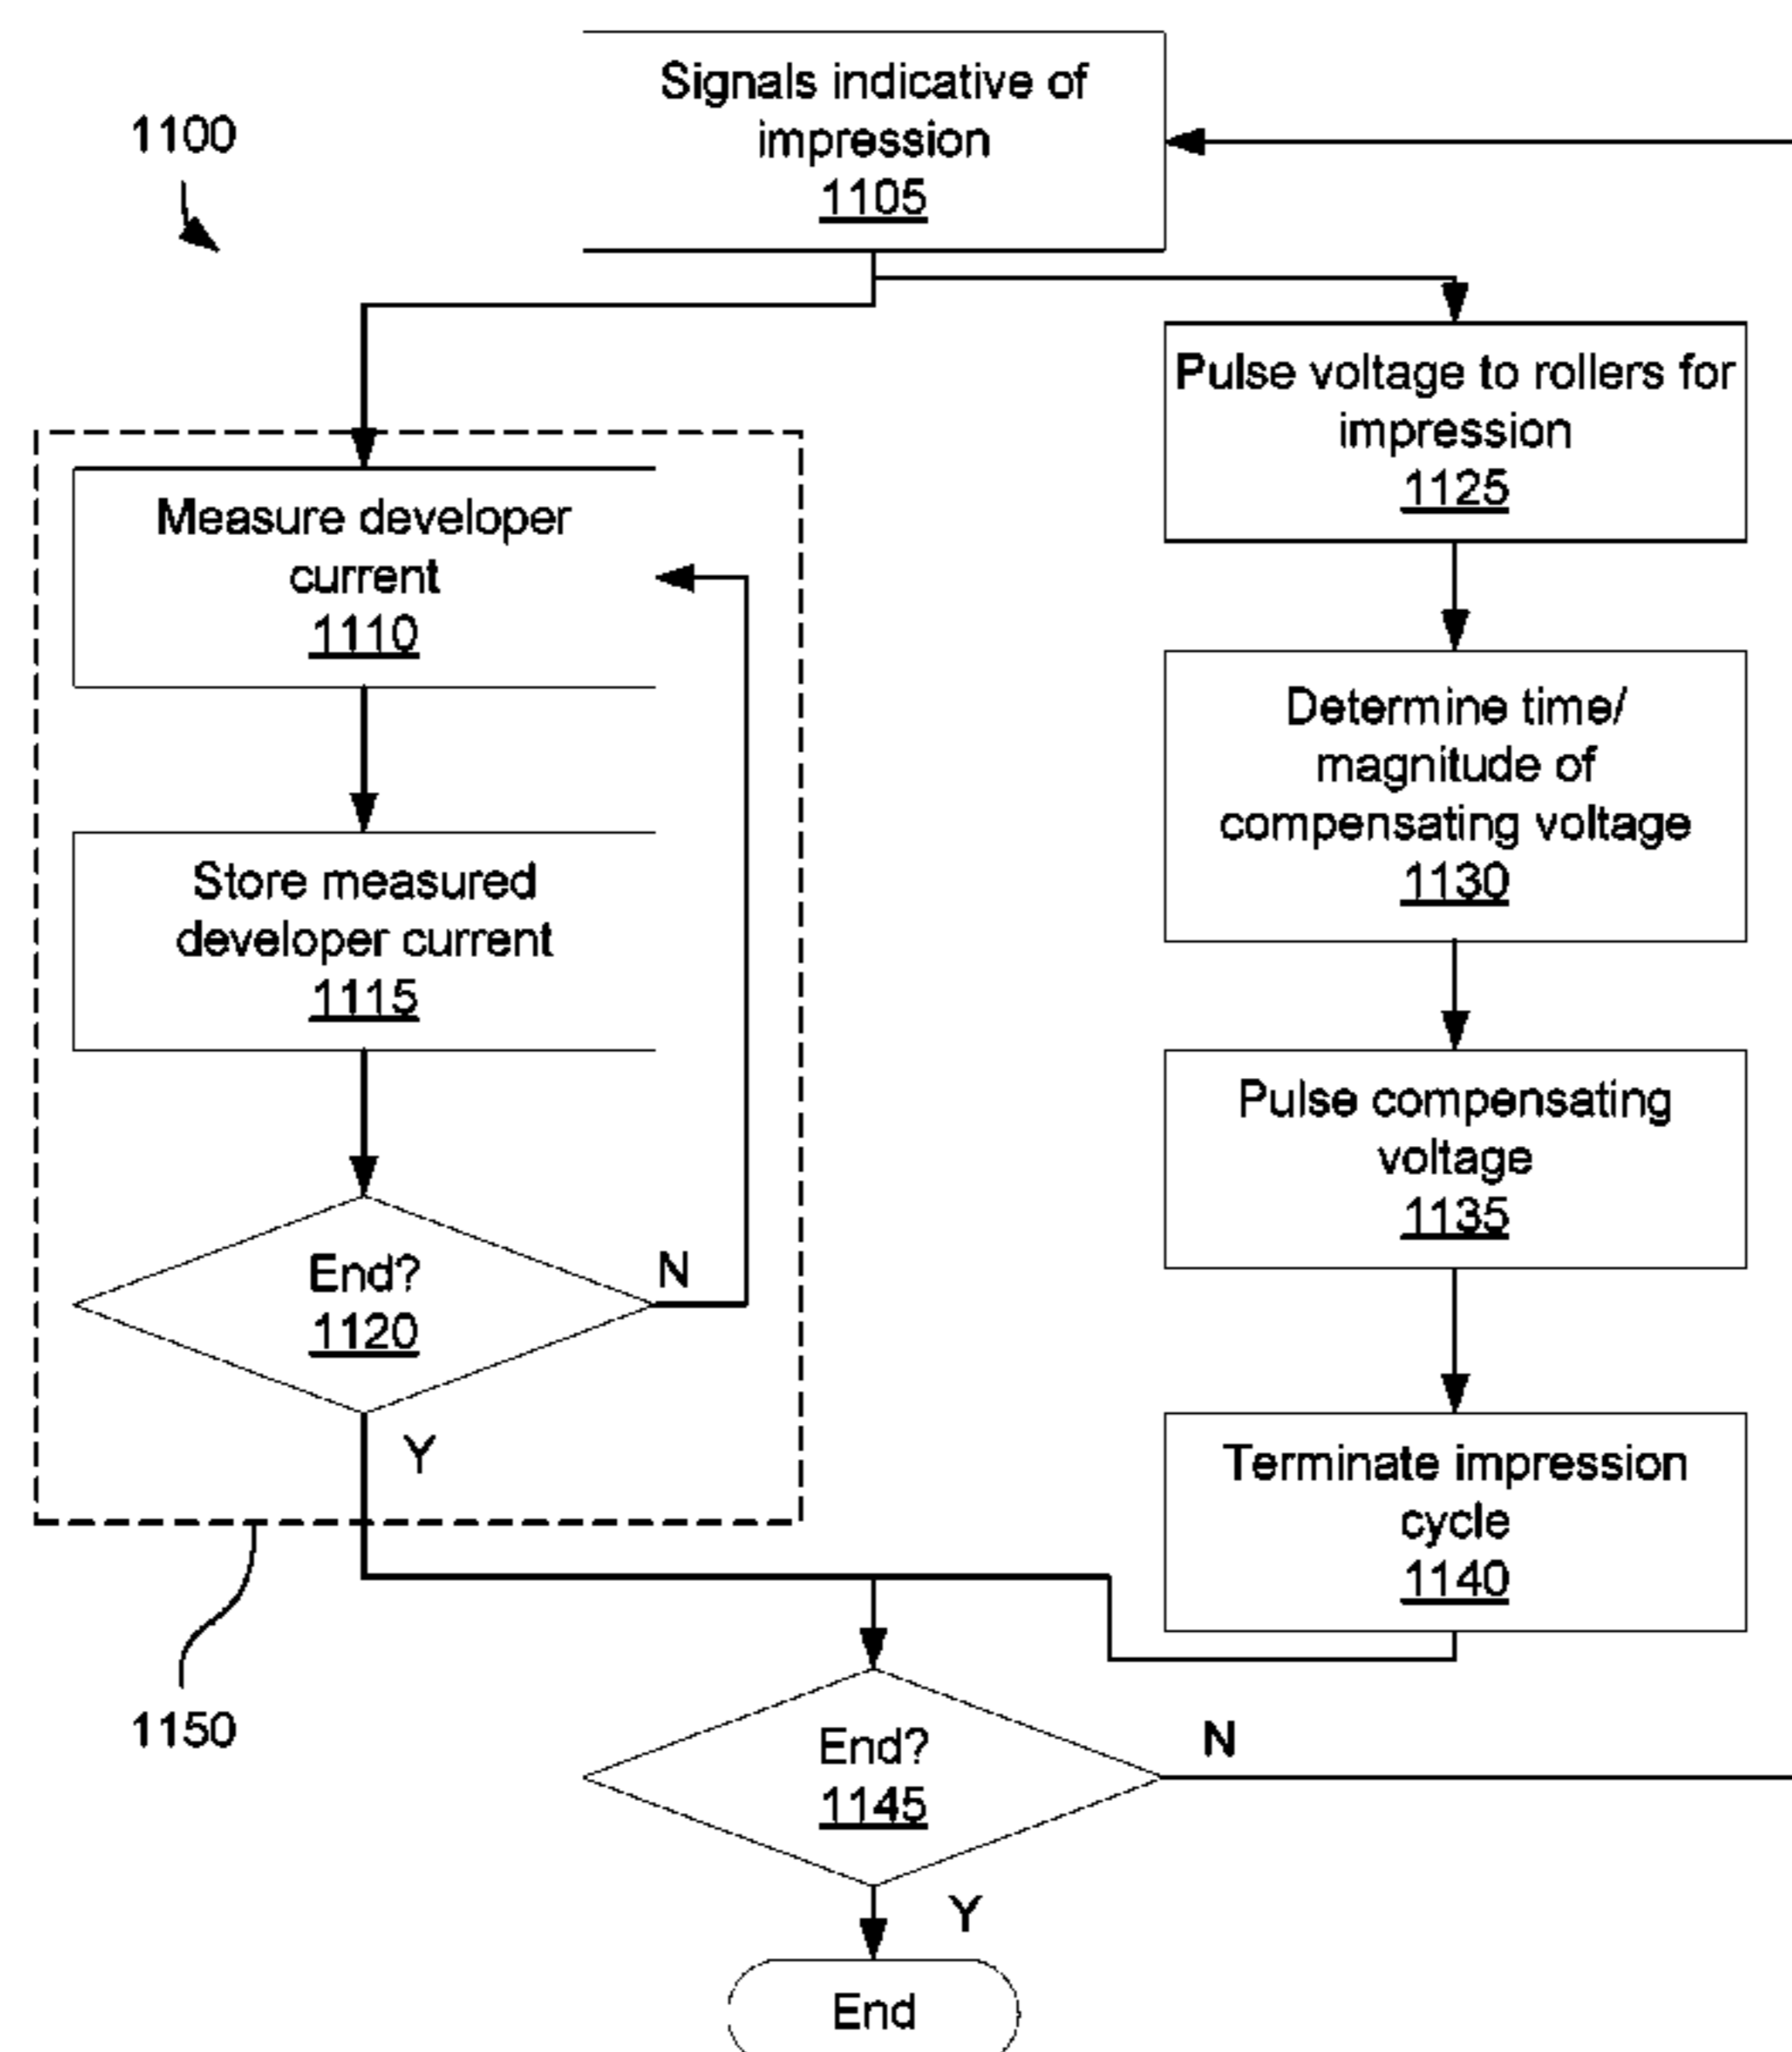 1100
Signals indicative of
impression
1105
Pulse voltage to rollers for
impression
1125
Measure developer
current
1110
Determine time/
magnitude of
compensating voltage
1130
Store measured
developer current
1115
Pulse compensating
voltage
1135
End?
1120
N
Y
Terminate impression
cycle
1140
1150
End?
1145
N
Y
End